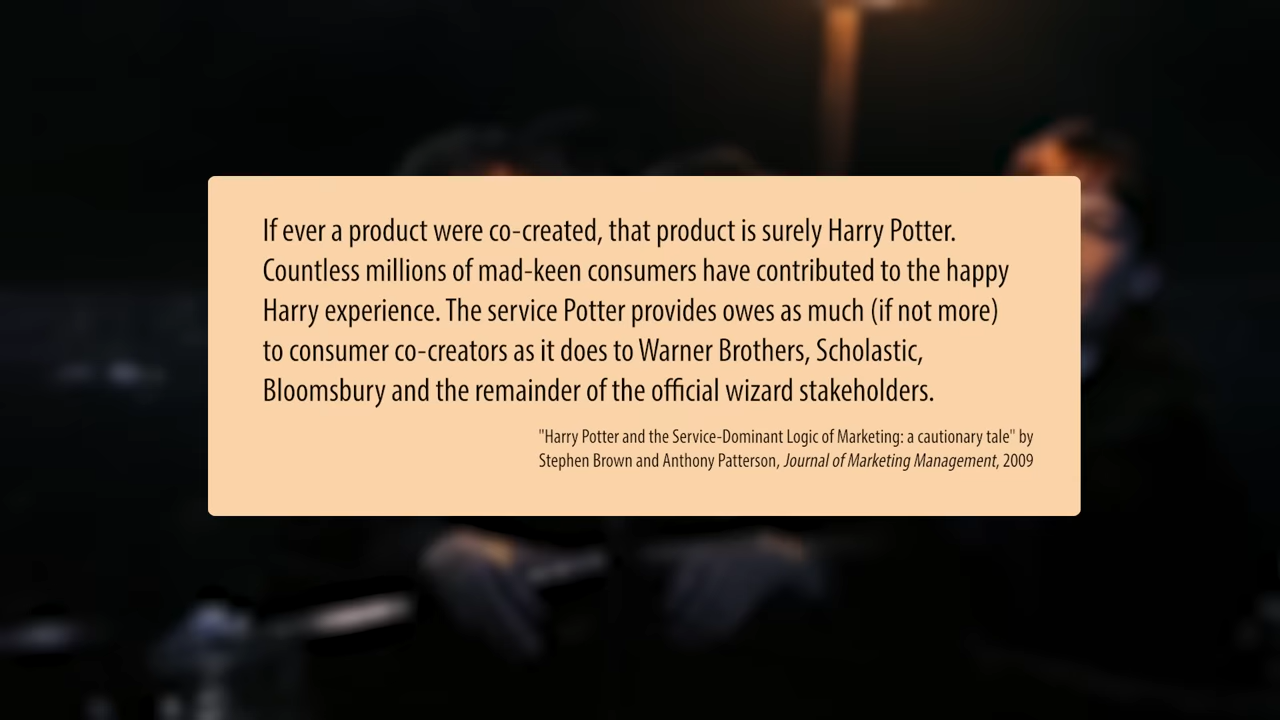 If ever a product were co-created, that product is surely Harry Potter.
Countless millions of mad-keen consumers have contributed to the happy
Harry experience. The service Potter provides owes as much (if not more)
to consumer co-creators as it does to Warner Brothers, Scholastic,
Bloomsbury and the remainder of the official wizard stakeholders.
"Harry Potter and the Service-Dominant Logic of Marketing: a cautionary tale" by
Stephen Brown and Anthony Patterson, Journal of Marketing Management, 2009